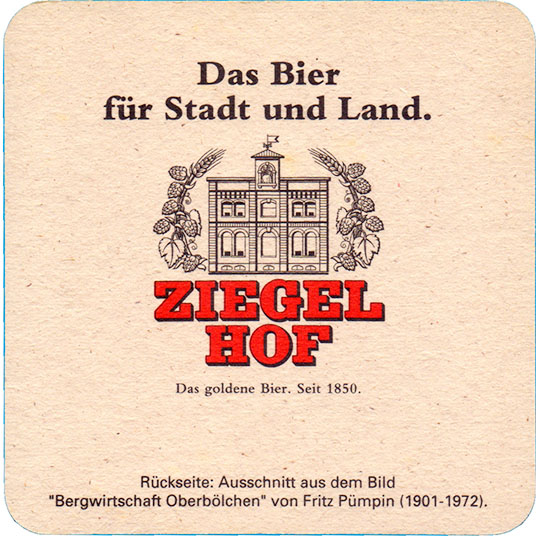 Das Bier
für Stadt und Land.
ZIEGEL
HOF
Das goldene Bier. Seit 1850.
Rückseite: Ausschnitt aus dem Bild
"Bergwirtschaft Oberbölchen" von Fritz Pümpin (1901-1972).